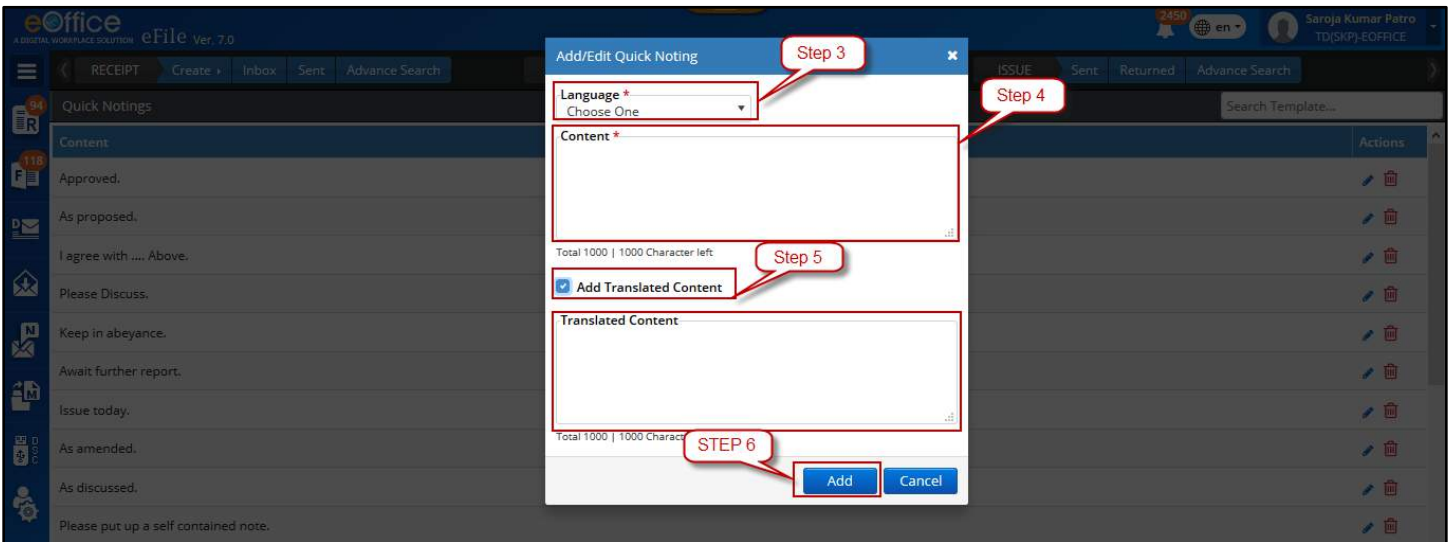 eOffice
A DIGITAL WORKPLACE SOLUTION eFile Ver. 7.0
2450
en
Saroja Kumar Patro
TD(SKP)-EOFFICE
RECEIPT Create Inbox Sent Advance Search
ISSUE Sent Returned Advance Search
94
R
Quick Notings
Search Template...
Content
Actions
118
F
Approved.
D
As proposed.
I agree with .... Above.
Please Discuss.
N
Keep in abeyance.
Await further report.
M
Issue today.
DSC
As amended.
As discussed.
Please put up a self contained note.
Add/Edit Quick Noting
Step 3
Language *
Choose One
Step 4
Content *
Total 1000 | 1000 Character left
Step 5
Add Translated Content
Translated Content
Total 1000 | 1000 Charact
STEP 6
Add Cancel